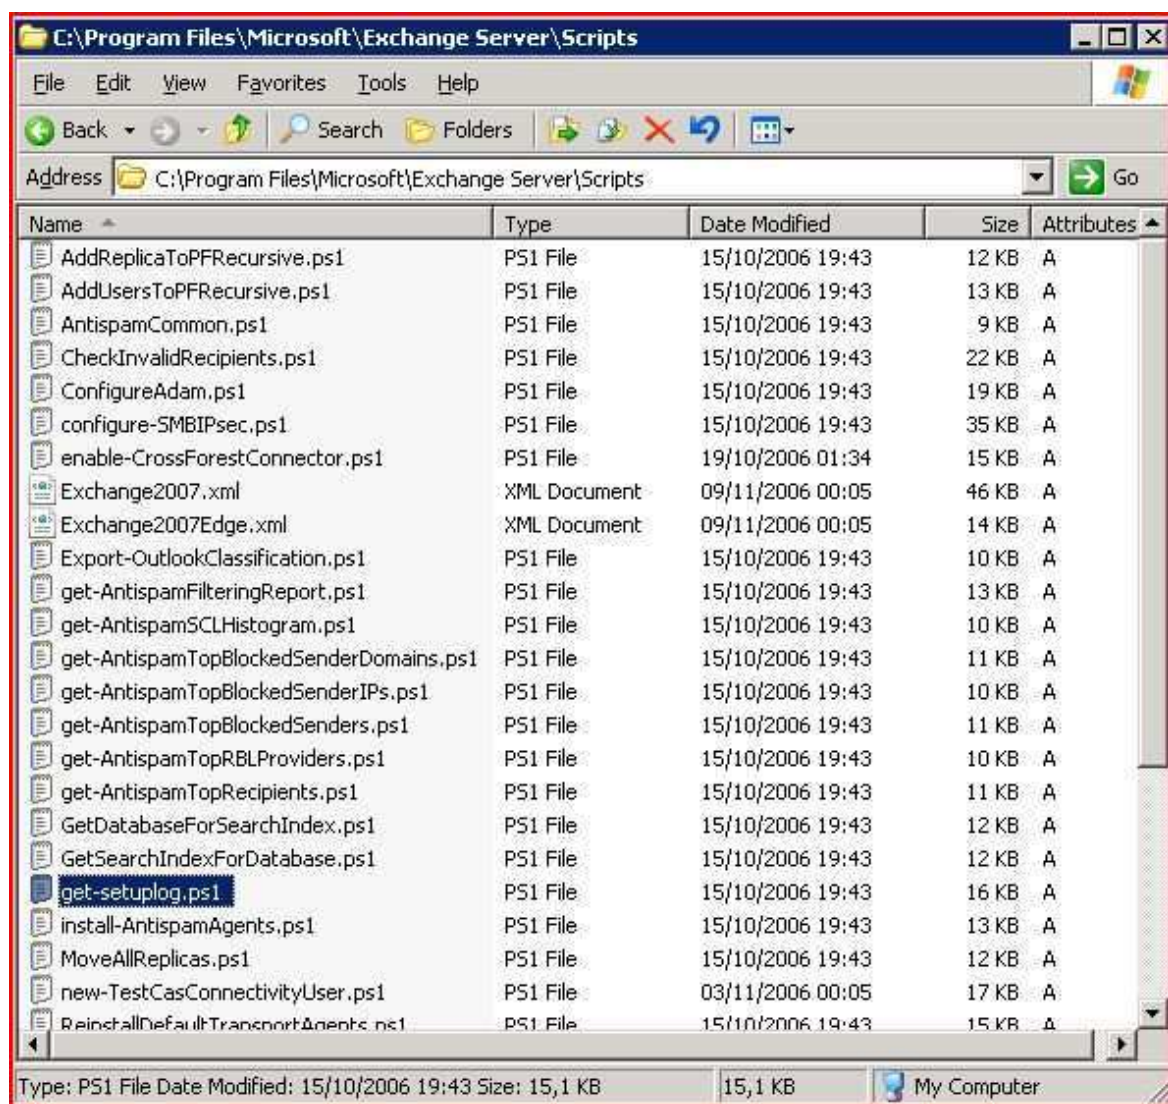 C:\Program Files\Microsoft\Exchange Server\Scripts
File Edit View Favorites Tools Help
Back Search Folders
Address C:\Program Files\Microsoft\Exchange Server\Scripts Go
Name Type Date Modified Size Attributes
AddReplicaToPFRecursive.ps1 PS1 File 15/10/2006 19:43 12 KB A
AddUsersToPFRecursive.ps1 PS1 File 15/10/2006 19:43 13 KB A
AntispamCommon.ps1 PS1 File 15/10/2006 19:43 9 KB A
CheckInvalidRecipients.ps1 PS1 File 15/10/2006 19:43 22 KB A
ConfigureAdam.ps1 PS1 File 15/10/2006 19:43 19 KB A
configure-SMBIPsec.ps1 PS1 File 15/10/2006 19:43 35 KB A
enable-CrossForestConnector.ps1 PS1 File 19/10/2006 01:34 15 KB A
Exchange2007.xml XML Document 09/11/2006 00:05 46 KB A
Exchange2007Edge.xml XML Document 09/11/2006 00:05 14 KB A
Export-OutlookClassification.ps1 PS1 File 15/10/2006 19:43 10 KB A
get-AntispamFilteringReport.ps1 PS1 File 15/10/2006 19:43 13 KB A
get-AntispamSCLHistogram.ps1 PS1 File 15/10/2006 19:43 10 KB A
get-AntispamTopBlockedSenderDomains.ps1 PS1 File 15/10/2006 19:43 11 KB A
get-AntispamTopBlockedSenderIPs.ps1 PS1 File 15/10/2006 19:43 10 KB A
get-AntispamTopBlockedSenders.ps1 PS1 File 15/10/2006 19:43 11 KB A
get-AntispamTopRBLProviders.ps1 PS1 File 15/10/2006 19:43 10 KB A
get-AntispamTopRecipients.ps1 PS1 File 15/10/2006 19:43 11 KB A
GetDatabaseForSearchIndex.ps1 PS1 File 15/10/2006 19:43 12 KB A
GetSearchIndexForDatabase.ps1 PS1 File 15/10/2006 19:43 12 KB A
get-setuplog.ps1 PS1 File 15/10/2006 19:43 16 KB A
install-AntispamAgents.ps1 PS1 File 15/10/2006 19:43 13 KB A
MoveAllReplicas.ps1 PS1 File 15/10/2006 19:43 12 KB A
new-TestCasConnectivityUser.ps1 PS1 File 03/11/2006 00:05 17 KB A
ReinstallDefaultTransportAgents.ps1 PS1 File 15/10/2006 19:43 15 KB A
Type: PS1 File Date Modified: 15/10/2006 19:43 Size: 15,1 KB 15,1 KB My Computer